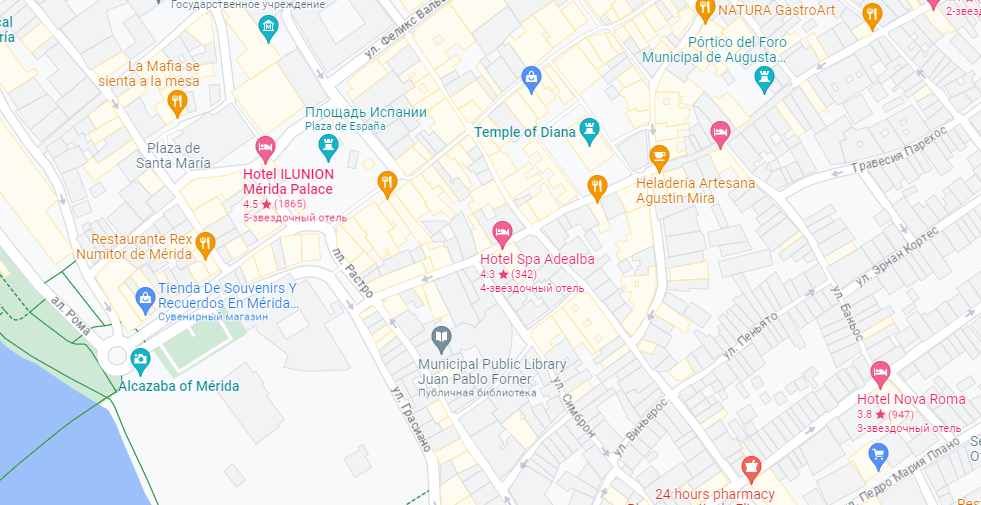 Государственное учреждение
ул. Феликс Валь
NATURA GastroArt
2-звез
cal
ría
La Mafia se
sienta a la mesa
Pórtico del Foro
Municipal de Augusta...
Площадь Испании
Plaza de España
Temple of Diana
Plaza de
Santa María
Травесия Парехос
Hotel ILUNION
Mérida Palace
4.5 ★ (1865)
5-звездочный отель
Heladeria Artesana
Agustin Mira
Restaurante Rex
Numitor de Mérida
пл. Растро
Hotel Spa Adealba
4.3 ★ (342)
4-звездочный отель
ул. Эрнан Кортес
Tienda De Souvenirs Y
Recuerdos En Mérida...
Сувенирный магазин
ал. Рома
ул. Баньос
ул. Пеньято
Alcazaba of Mérida
Municipal Public Library
Juan Pablo Forner
Публичная библиотека
ул. Грасиано
ул. Симброн
ул. Виньерос
Hotel Nova Roma
3.8 ★ (947)
3-звездочный отель
ул. Педро Мария Плано
24 hours pharmacy